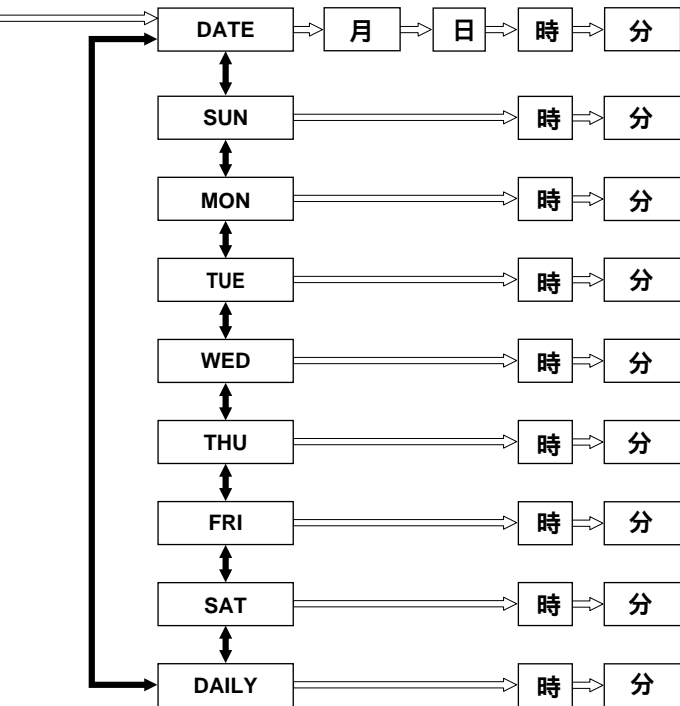 DATE 月 日 時 分
SUN 時 分
MON 時 分
TUE 時 分
WED 時 分
THU 時 分
FRI 時 分
SAT 時 分
DAILY 時 分